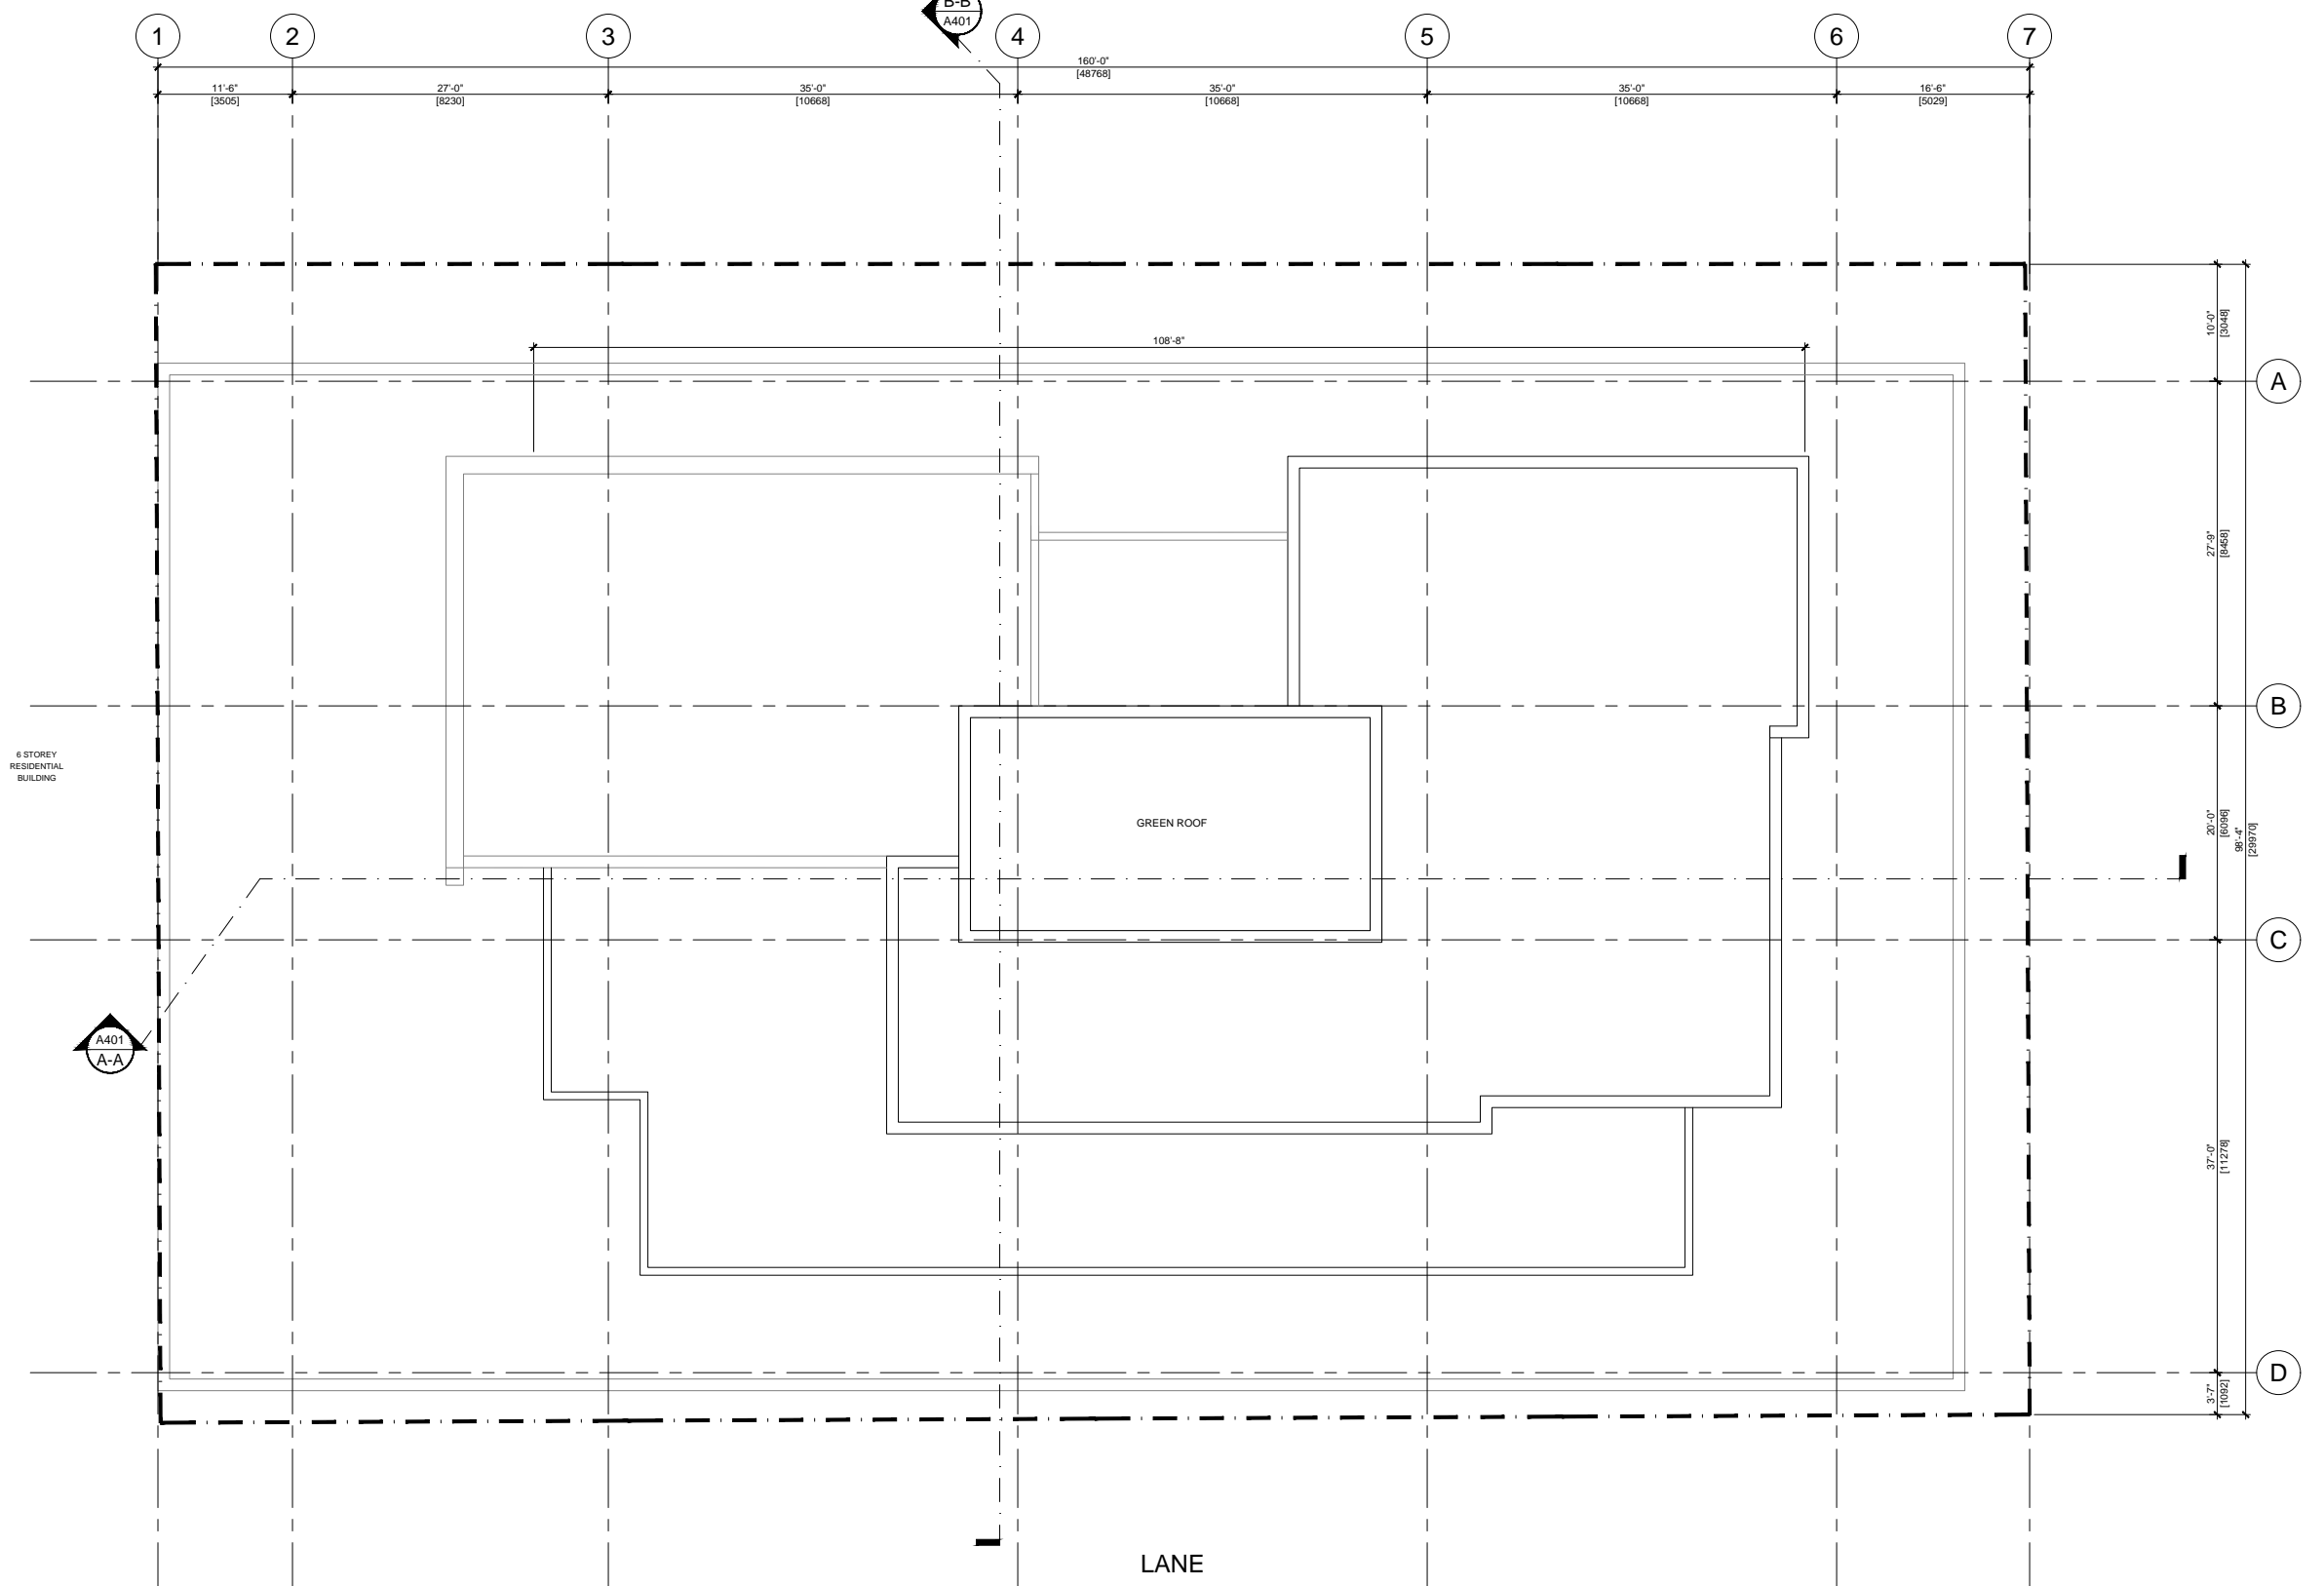 B-B
A401
1
2
3
4
5
6
7
160'-0"
[48768]
11'-6"
[3505]
27'-0"
[8230]
35'-0"
[10668]
35'-0"
[10668]
35'-0"
[10668]
16'-6"
[5029]
10'-0"
[3048]
108'-8"
A
27'-9"
[8458]
B
6 STOREY
RESIDENTIAL
BUILDING
GREEN ROOF
20'-0"
[6096]
98'-4"
[29970]
C
A401
A-A
37'-0"
[11278]
D
3'-7"
[1092]
LANE